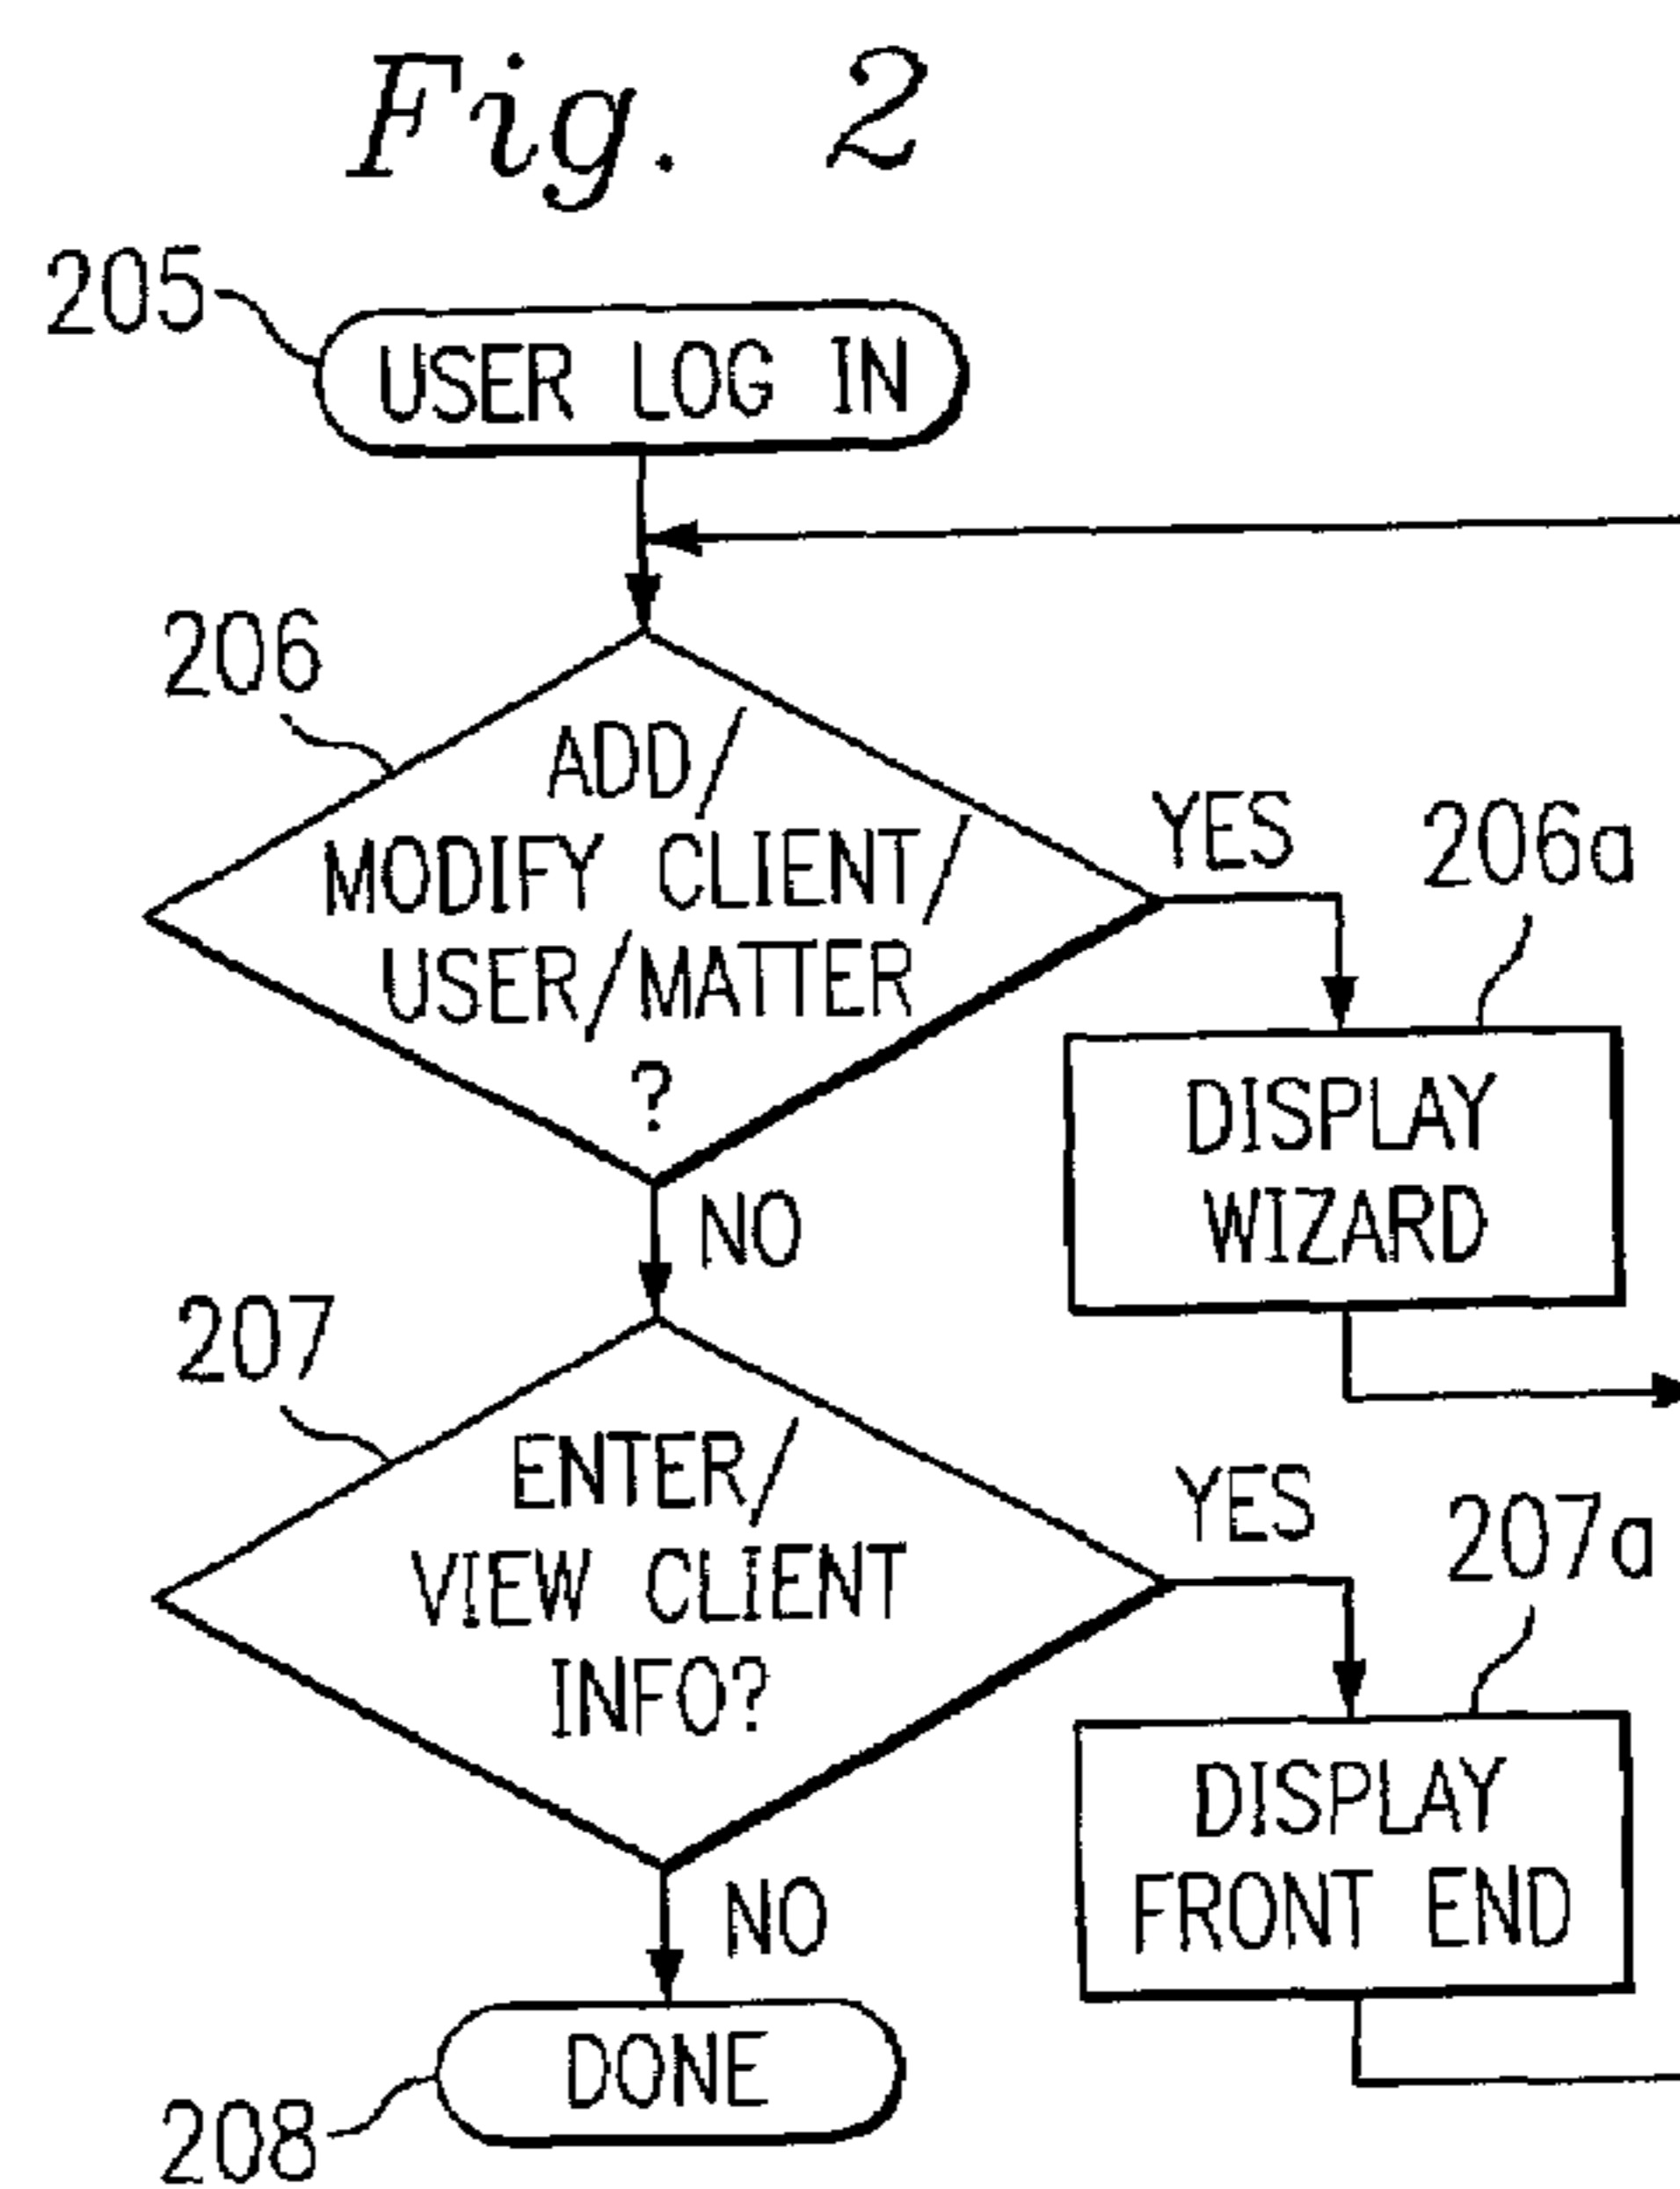 Fig. 2
205
USER LOG IN
206
ADD/
MODIFY CLIENT/
USER/MATTER
?
YES
206a
DISPLAY
WIZARD
NO
207
ENTER/
VIEW CLIENT
INFO?
YES
207a
DISPLAY
FRONT END
NO
DONE
208